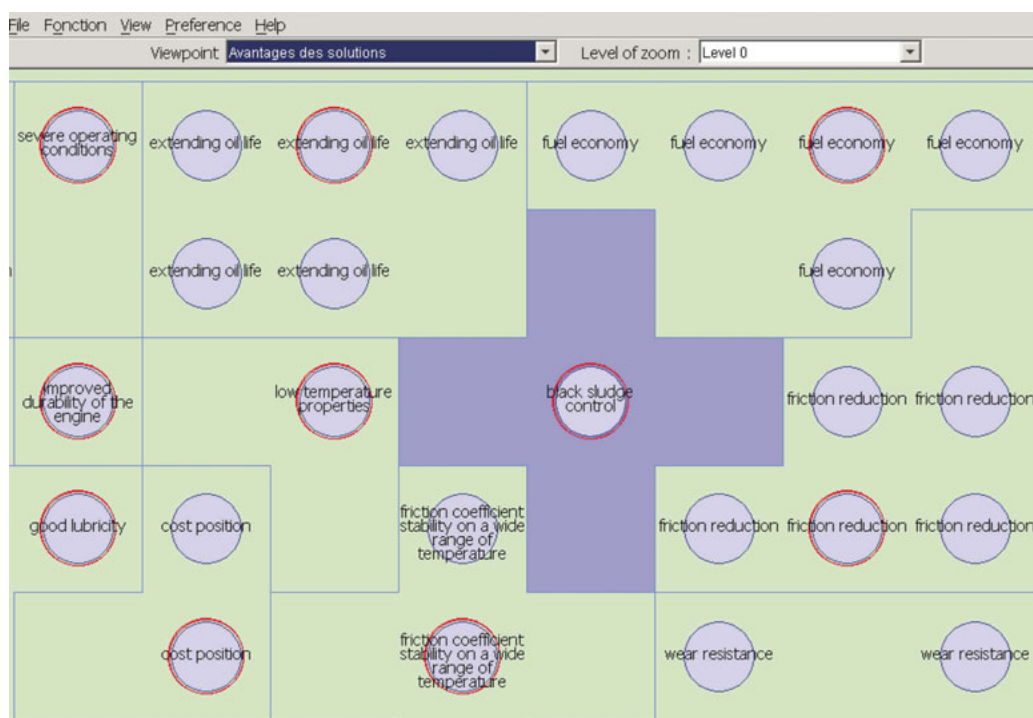 File Fonction View Preference Help
Viewpoint Avantages des solutions Level of zoom : Level 0
severe operating
conditions
extending oil life
extending oil life
extending oil life
fuel economy
fuel economy
fuel economy
fuel economy
extending oil life
extending oil life
fuel economy
improved
durability of the
engine
low temperature
properties
black sludge
control
friction reduction
friction reduction
good lubricity
cost position
friction coefficient
stability on a wide
range of
temperature
friction reduction
friction reduction
friction reduction
cost position
friction coefficient
stability on a wide
range of
temperature
wear resistance
wear resistance